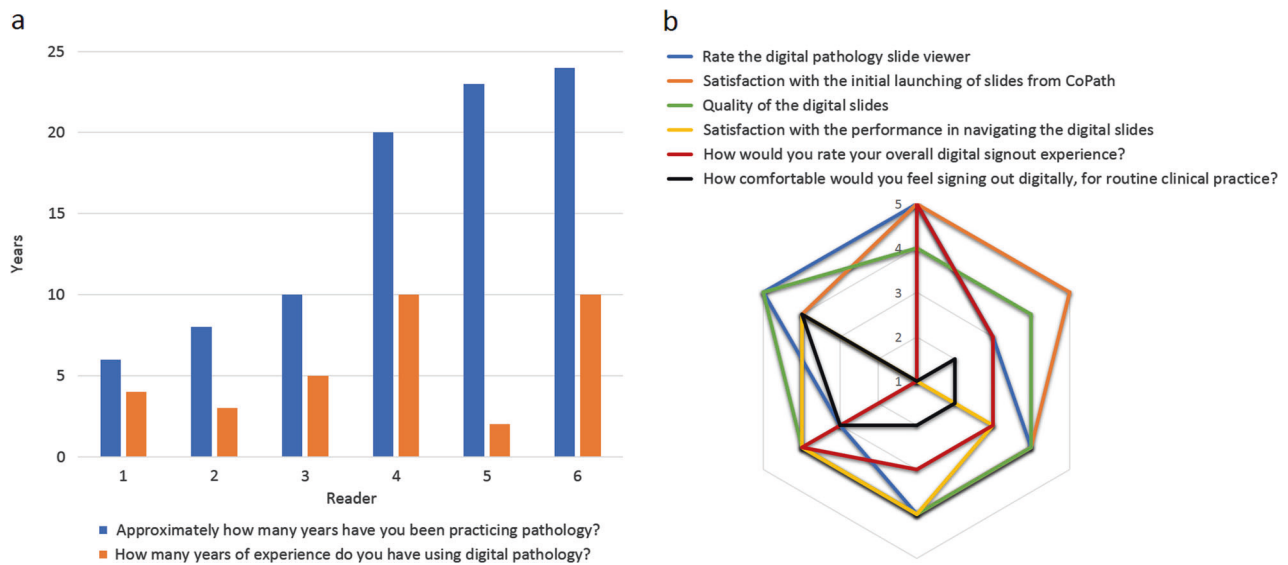 a
25
20
15
10
5
0
Years
1 2 3 4 5 6
Reader
Approximately how many years have you been practicing pathology?
How many years of experience do you have using digital pathology?
b
Rate the digital pathology slide viewer
Satisfaction with the initial launching of slides from CoPath
Quality of the digital slides
Satisfaction with the performance in navigating the digital slides
How would you rate your overall digital signout experience?
How comfortable would you feel signing out digitally, for routine clinical practice?
5
4
3
2
1